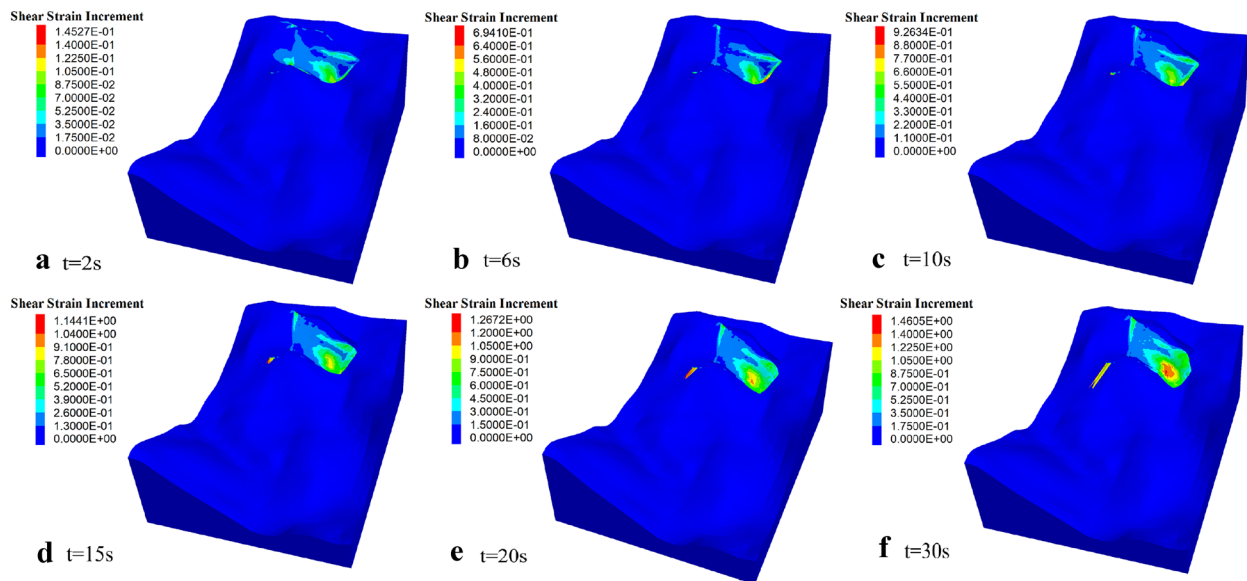 Shear Strain Increment
1.4527E-01
1.4000E-01
1.2250E-01
1.0500E-01
8.7500E-02
7.0000E-02
5.2500E-02
3.5000E-02
1.7500E-02
0.0000E+00
a t=2s
Shear Strain Increment
6.9410E-01
6.4000E-01
5.6000E-01
4.8000E-01
4.0000E-01
3.2000E-01
2.4000E-01
1.6000E-01
8.0000E-02
0.0000E+00
b t=6s
Shear Strain Increment
9.2634E-01
8.8000E-01
7.7000E-01
6.6000E-01
5.5000E-01
4.4000E-01
3.3000E-01
2.2000E-01
1.1000E-01
0.0000E+00
c t=10s
Shear Strain Increment
1.1441E+00
1.0400E+00
9.1000E-01
7.8000E-01
6.5000E-01
5.2000E-01
3.9000E-01
2.6000E-01
1.3000E-01
0.0000E+00
d t=15s
Shear Strain Increment
1.2672E+00
1.2000E+00
1.0500E+00
9.0000E-01
7.5000E-01
6.0000E-01
4.5000E-01
3.0000E-01
1.5000E-01
0.0000E+00
e t=20s
Shear Strain Increment
1.4605E+00
1.4000E+00
1.2250E+00
1.0500E+00
8.7500E-01
7.0000E-01
5.2500E-01
3.5000E-01
1.7500E-01
0.0000E+00
f t=30s